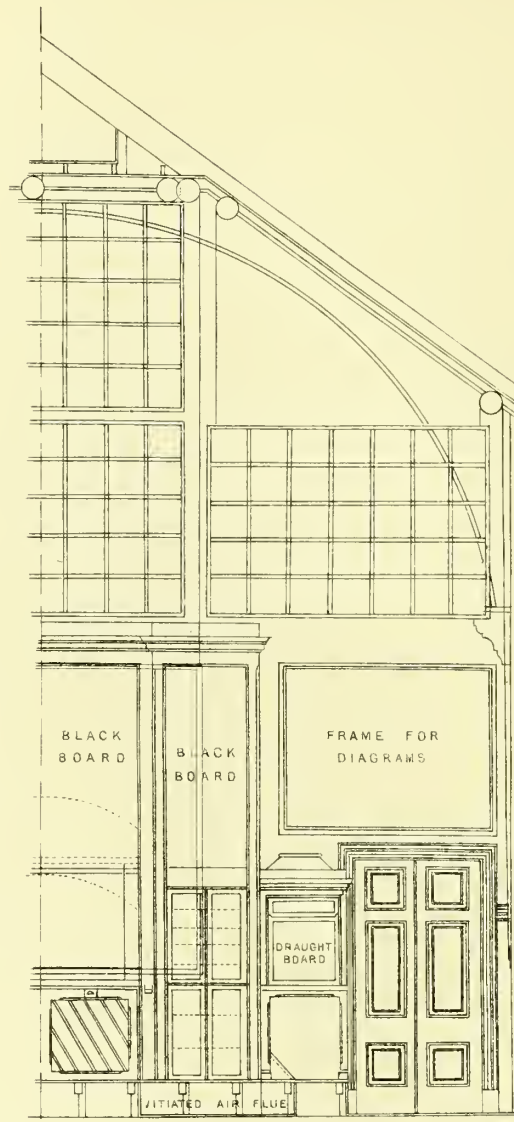 BLACK
BOARD
BLACK
BOARD
FRAME FOR
DIAGRAMS
DRAUGHT
BOARD
VITIATED AIR FLUE